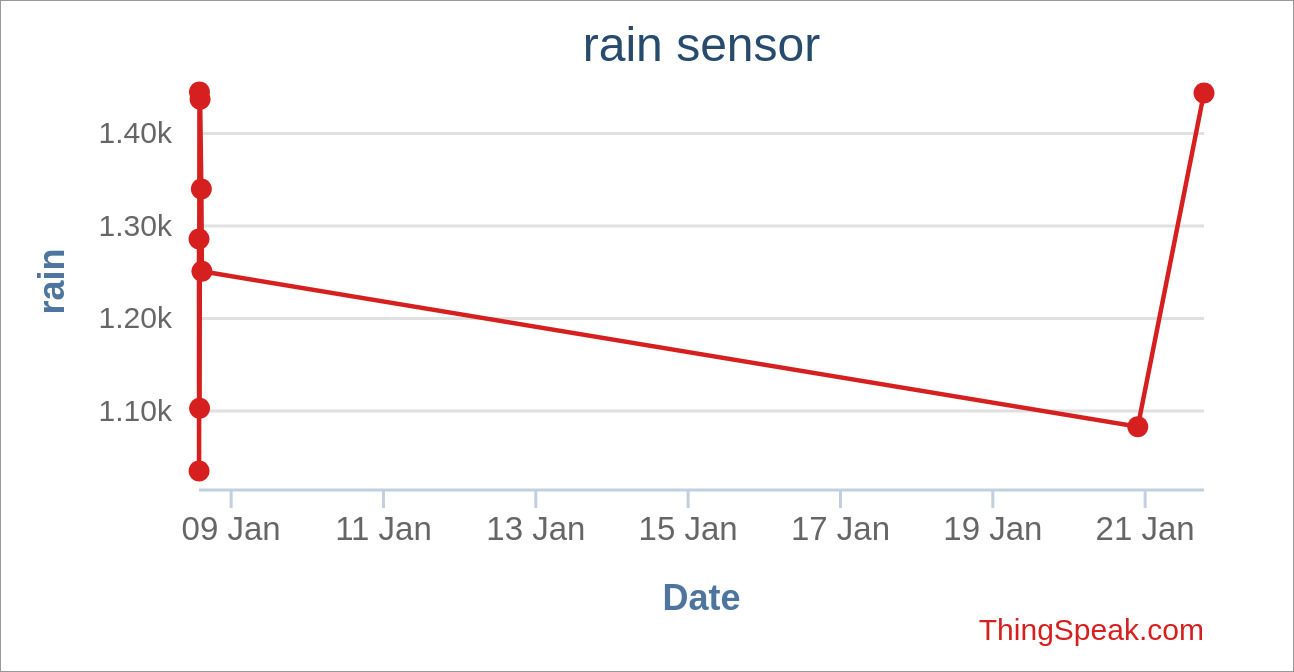 rain sensor
1.40k
1.30k
1.20k
1.10k
rain
09 Jan 11 Jan 13 Jan 15 Jan 17 Jan 19 Jan 21 Jan
Date
ThingSpeak.com